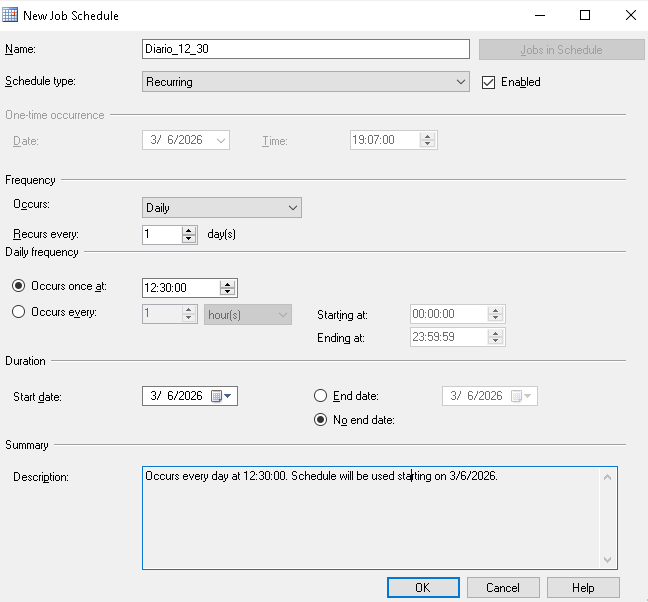 New Job Schedule
Name: Diario_12_30 Jobs in Schedule
Schedule type: Recurring Enabled
One-time occurrence
Date: 3/ 6/2026 Time: 19:07:00
Frequency
Occurs: Daily
Recurs every: 1 day(s)
Daily frequency
Occurs once at: 12:30:00
Occurs every: 1 hour(s) Starting at: 00:00:00
Ending at: 23:59:59
Duration
Start date: 3/ 6/2026 End date: 3/ 6/2026
No end date:
Summary
Description: Occurs every day at 12:30:00. Schedule will be used starting on 3/6/2026.
OK Cancel Help